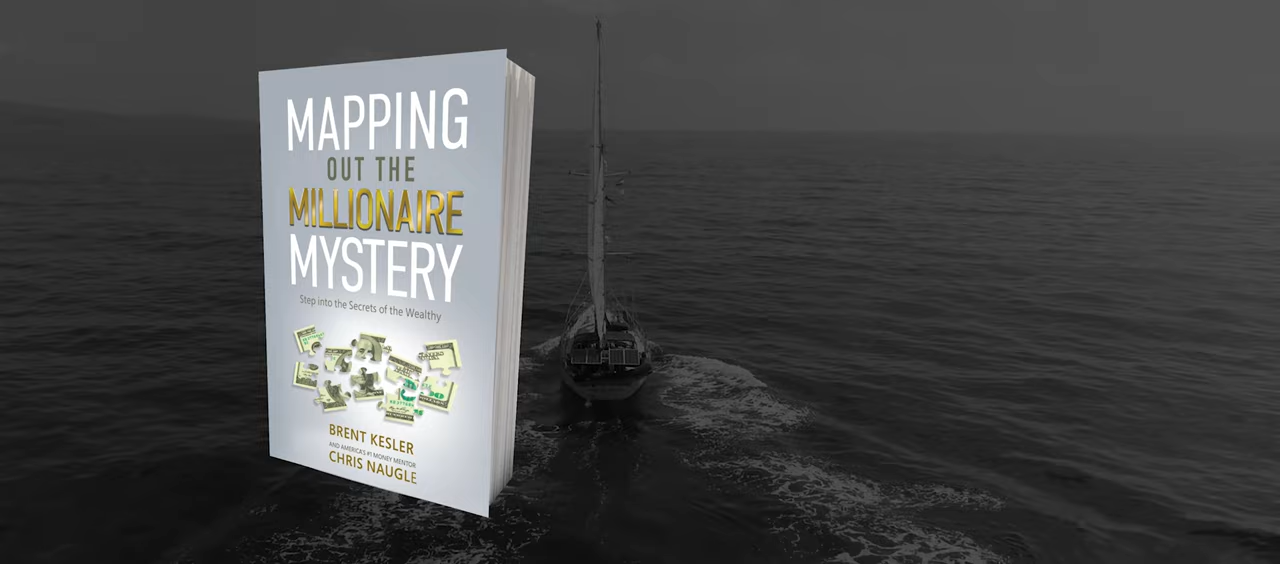 MAPPING
OUT THE
MILLIONAIRE
MYSTERY
Step into the Secrets of the Wealthy
BRENT KESLER
AND AMERICA'S #1 MONEY MENTOR
CHRIS NAUGLE